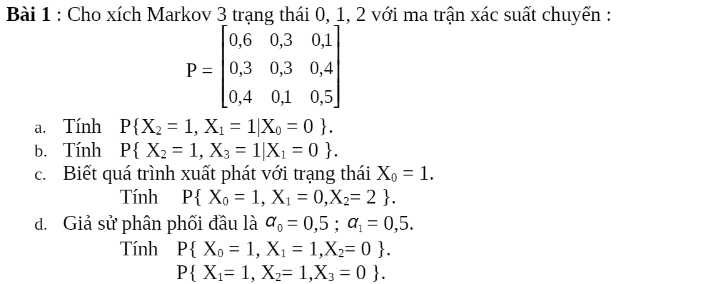 Bài 1 : Cho xích Markov 3 trạng thái 0, 1, 2 với ma trận xác suất chuyển :
0,6 0,3 0,1
P = 0,3 0,3 0,4
0,4 0,1 0,5
a. Tính P{X₂ = 1, X₁ = 1|X₀ = 0 }.
b. Tính P{ X₂ = 1, X₃ = 1|X₁ = 0 }.
c. Biết quá trình xuất phát với trạng thái X₀ = 1.
Tính P{ X₀ = 1, X₁ = 0,X₂= 2 }.
d. Giả sử phân phối đầu là α₀ = 0,5 ; α₁ = 0,5.
Tính P{ X₀ = 1, X₁ = 1,X₂= 0 }.
P{ X₁= 1, X₂= 1,X₃ = 0 }.